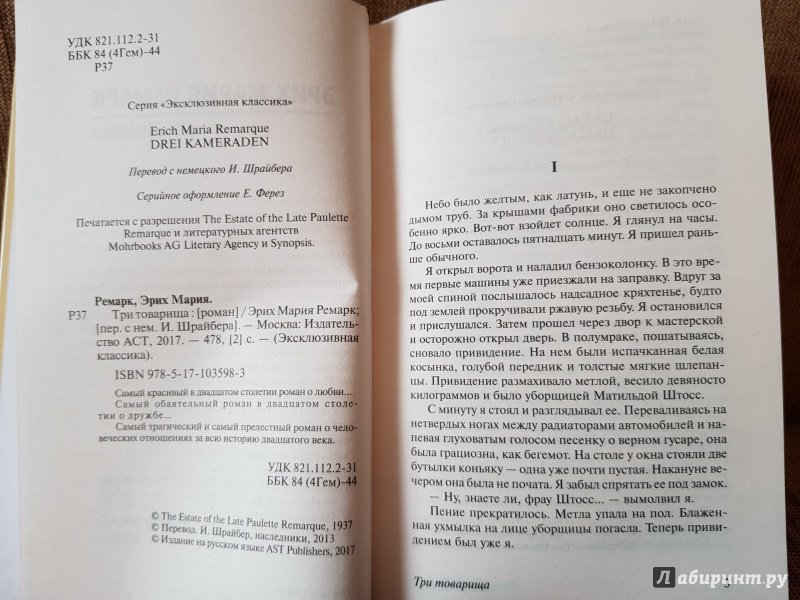 УДК 821.112.2-31
ББК 84 (4Гем)-44
Р37
Серия «Эксклюзивная классика»
Erich Maria Remarque
DREI KAMERADEN
Перевод с немецкого И. Шрайбера
Серийное оформление Е. Ферез
Печатается с разрешения The Estate of the Late Paulette
Remarque и литературных агентств
Mohrbooks AG Literary Agency и Synopsis.
Ремарк, Эрих Мария.
Р37 Три товарища : [роман] / Эрих Мария Ремарк;
[пер. с нем. И. Шрайбера]. — Москва: Издатель-
ство АСТ, 2017. — 478, [2] с. — (Эксклюзивная
классика).
ISBN 978-5-17-103598-3
Самый красивый в двадцатом столетии роман о любви...
Самый обаятельный роман в двадцатом столе-
тии о дружбе...
Самый трагический и самый прелестный роман о чело-
веческих отношениях за всю историю двадцатого века.
УДК 821.112.2-31
ББК 84 (4Гем)-44
© The Estate of the Late Paulette Remarque, 1937
© Перевод. И. Шрайбер, наследники, 2013
© Издание на русском языке AST Publishers, 2017
I
Небо было желтым, как латунь, и еще не закопчено
дымом труб. За крышами фабрики оно светилось осо-
бенно ярко. Вот-вот взойдет солнце. Я глянул на часы.
До восьми оставалось пятнадцать минут. Я пришел рань-
ше обычного.
Я открыл ворота и наладил бензоколонку. В это вре-
мя первые машины уже приезжали на заправку. Вдруг за
моей спиной послышалось надсадное кряхтенье, будто
под землей прокручивали ржавую резьбу. Я остановился
и прислушался. Затем прошел через двор к мастерской
и осторожно открыл дверь. В полумраке, пошатываясь,
сновало привидение. На нем были испачканная белая
косынка, голубой передник и толстые мягкие шлепан-
цы. Привидение размахивало метлой, весило девяносто
килограммов и было уборщицей Матильдой Штосс.
С минуту я стоял и разглядывал ее. Переваливаясь на
нетвердых ногах между радиаторами автомобилей и на-
певая глуховатым голосом песенку о верном гусаре, она
была грациозна, как бегемот. На столе у окна стояли две
бутылки коньяку — одна уже почти пустая. Накануне ве-
чером она была не почата. Я забыл спрятать ее под замок.
— Ну, знаете ли, фрау Штосс... — вымолвил я.
Пение прекратилось. Метла упала на пол. Блажен-
ная ухмылка на лице уборщицы погасла. Теперь приви-
дением был уже я.
Три товарища
Лабиринт.ру